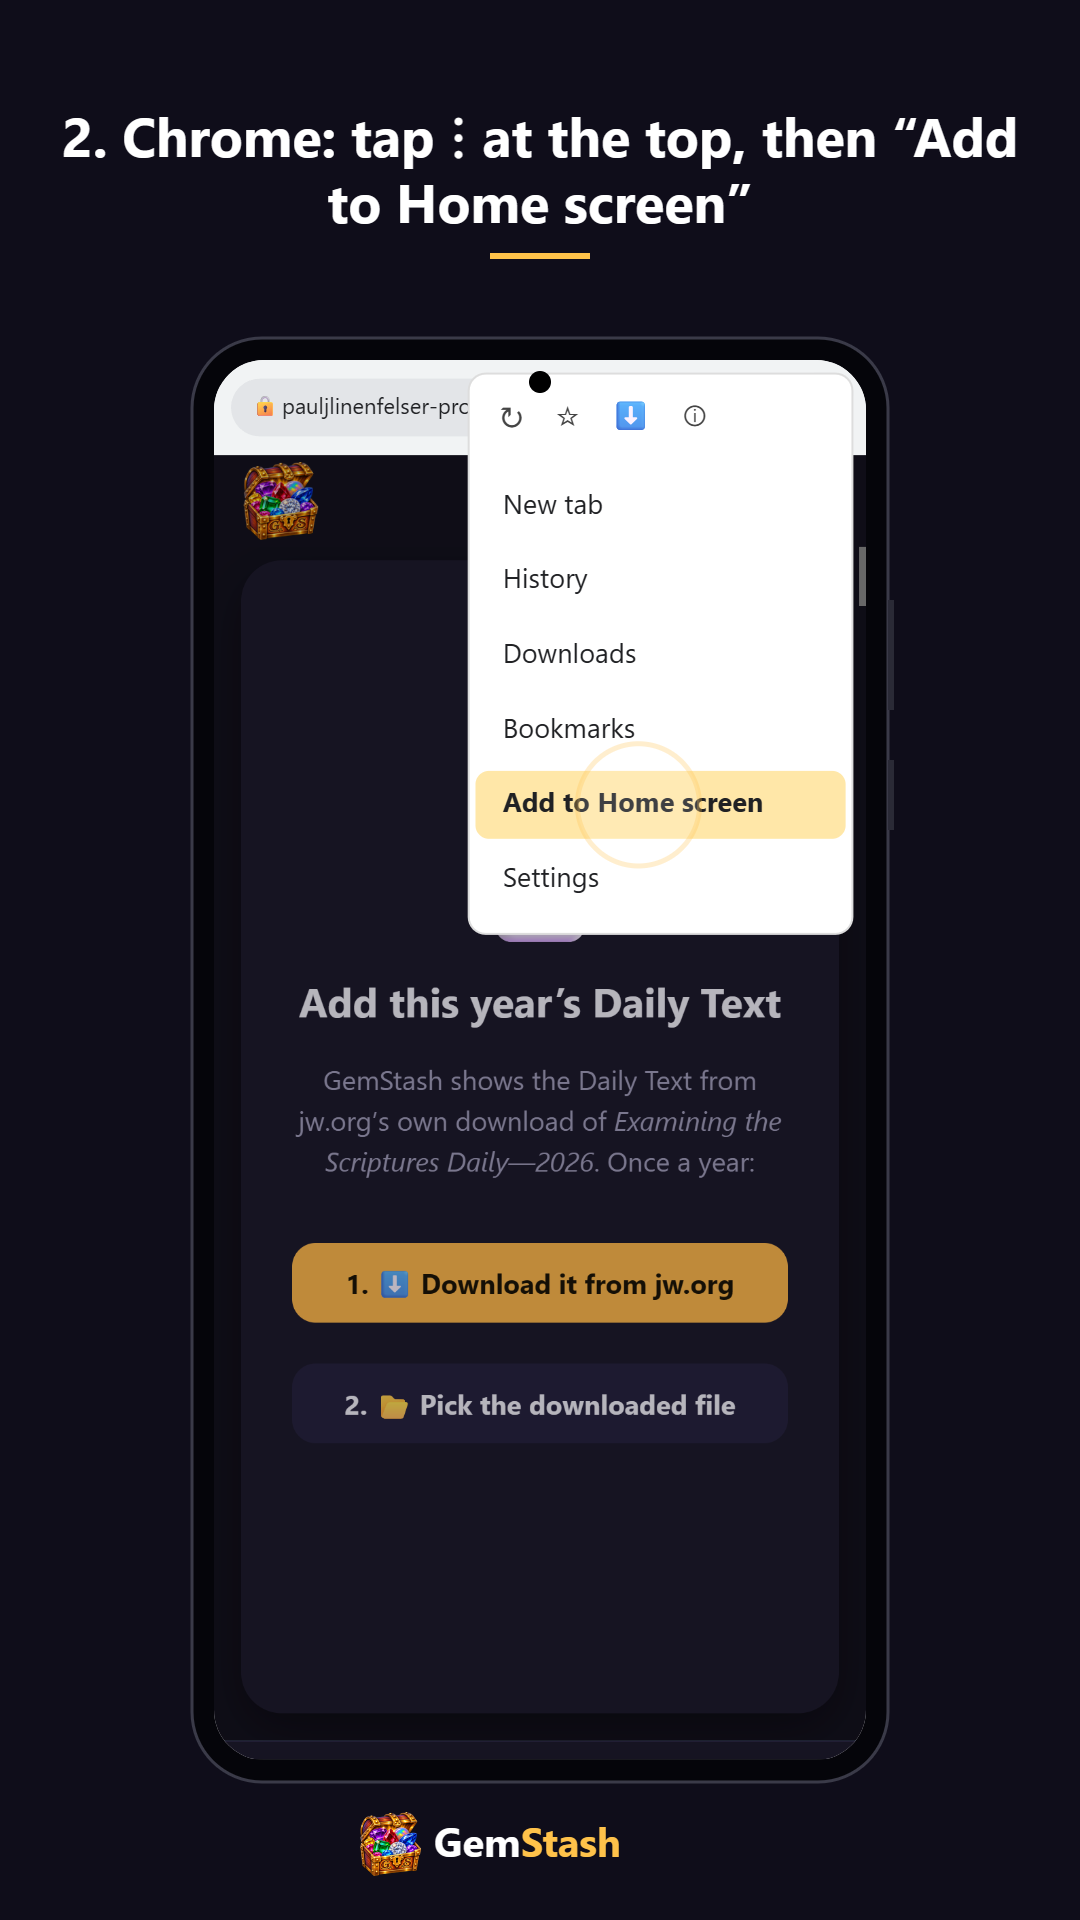 2. Chrome: tap ⋮ at the top, then “Add
to Home screen”
pauljlinenfelser-pro
New tab
History
Downloads
Bookmarks
Add to Home screen
Settings
Add this year’s Daily Text
GemStash shows the Daily Text from
jw.org’s own download of Examining the
Scriptures Daily—2026. Once a year:
1. ⬇️ Download it from jw.org
2. 📂 Pick the downloaded file
GemStash